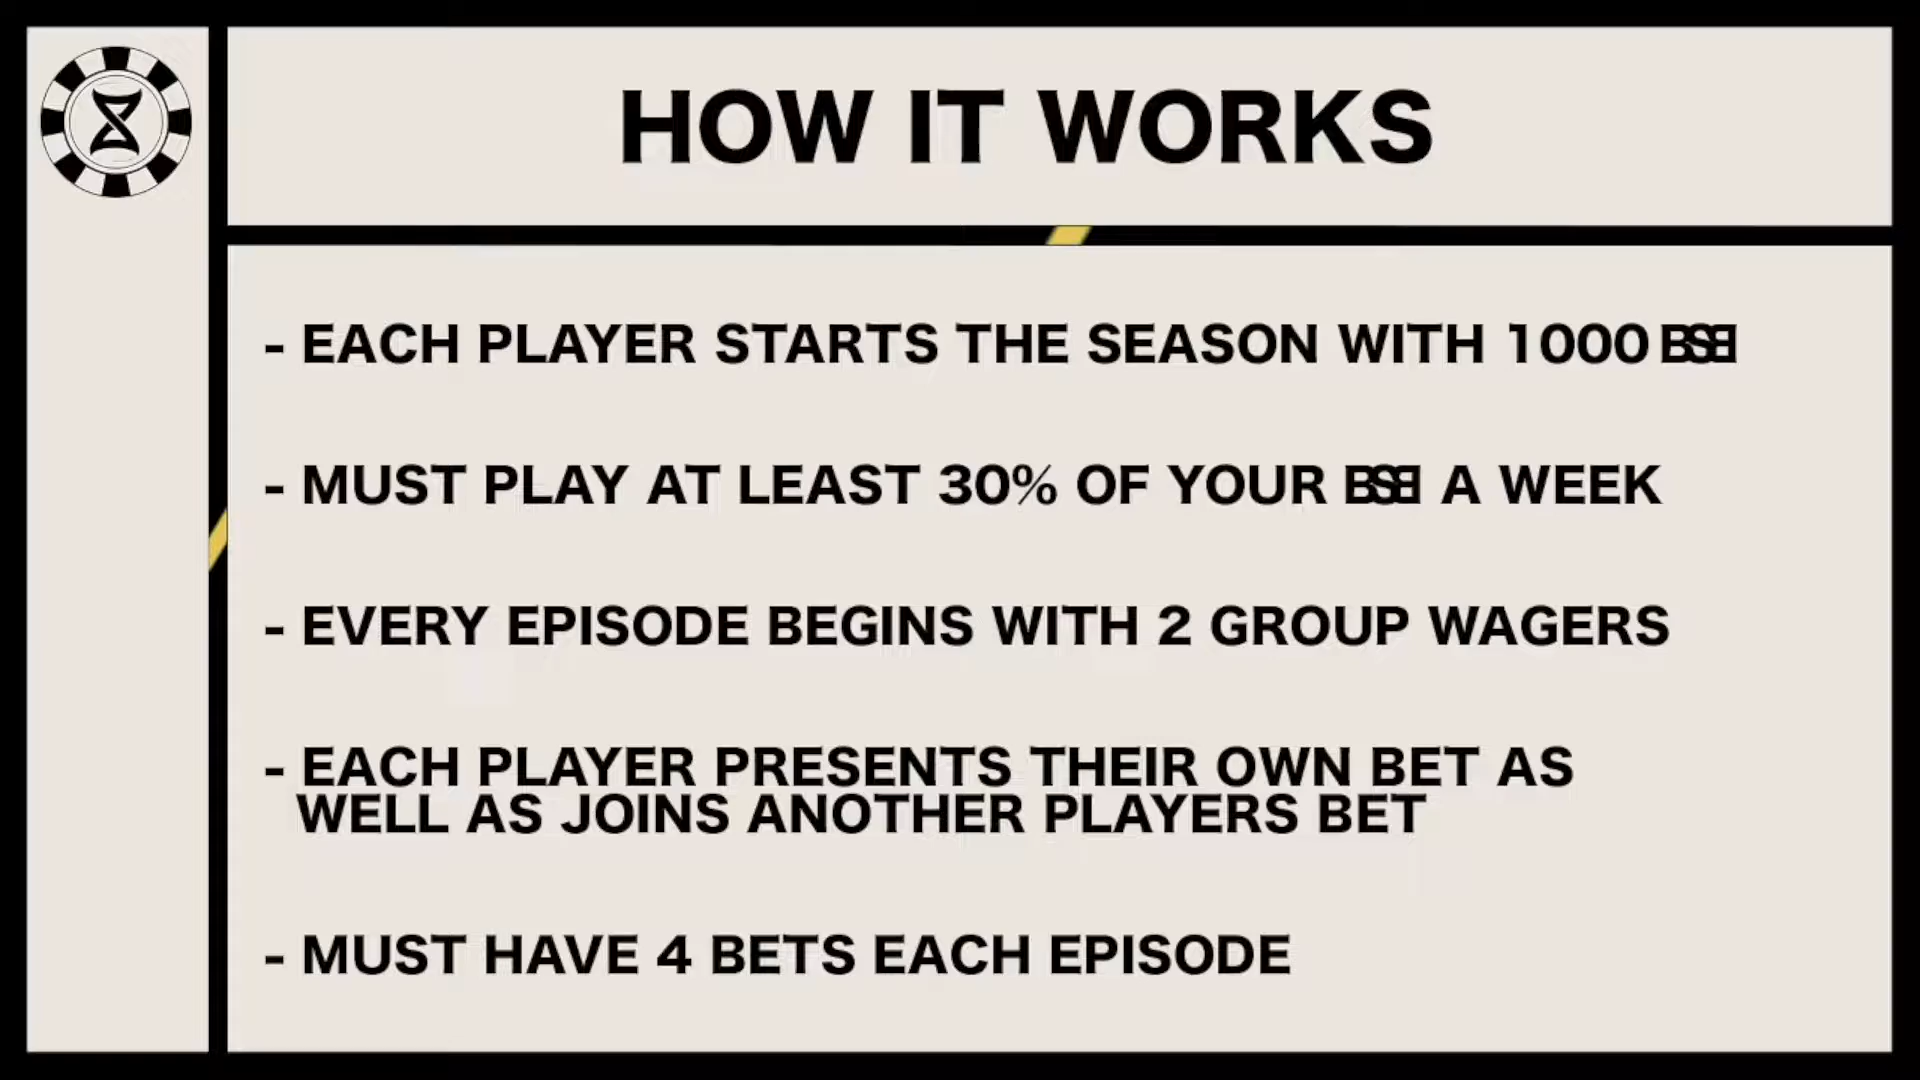 HOW IT WORKS
- EACH PLAYER STARTS THE SEASON WITH 1000
- MUST PLAY AT LEAST 30% OF YOUR A WEEK
- EVERY EPISODE BEGINS WITH 2 GROUP WAGERS
- EACH PLAYER PRESENTS THEIR OWN BET AS
WELL AS JOINS ANOTHER PLAYERS BET
- MUST HAVE 4 BETS EACH EPISODE